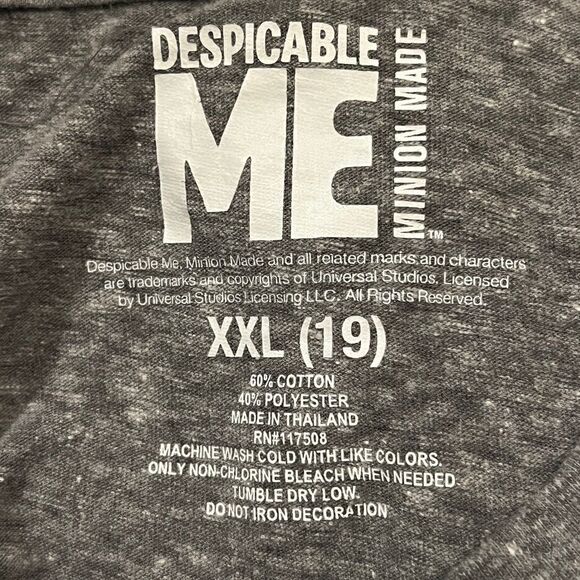 DESPICABLE
ME
MINION MADE
™
Despicable Me, Minion Made and all related marks and characters
are trademarks and copyrights of Universal Studios. Licensed
by Universal Studios Licensing LLC. All Rights Reserved.
XXL (19)
60% COTTON
40% POLYESTER
MADE IN THAILAND
RN#117508
MACHINE WASH COLD WITH LIKE COLORS.
ONLY NON-CHLORINE BLEACH WHEN NEEDED
TUMBLE DRY LOW.
DO NOT IRON DECORATION